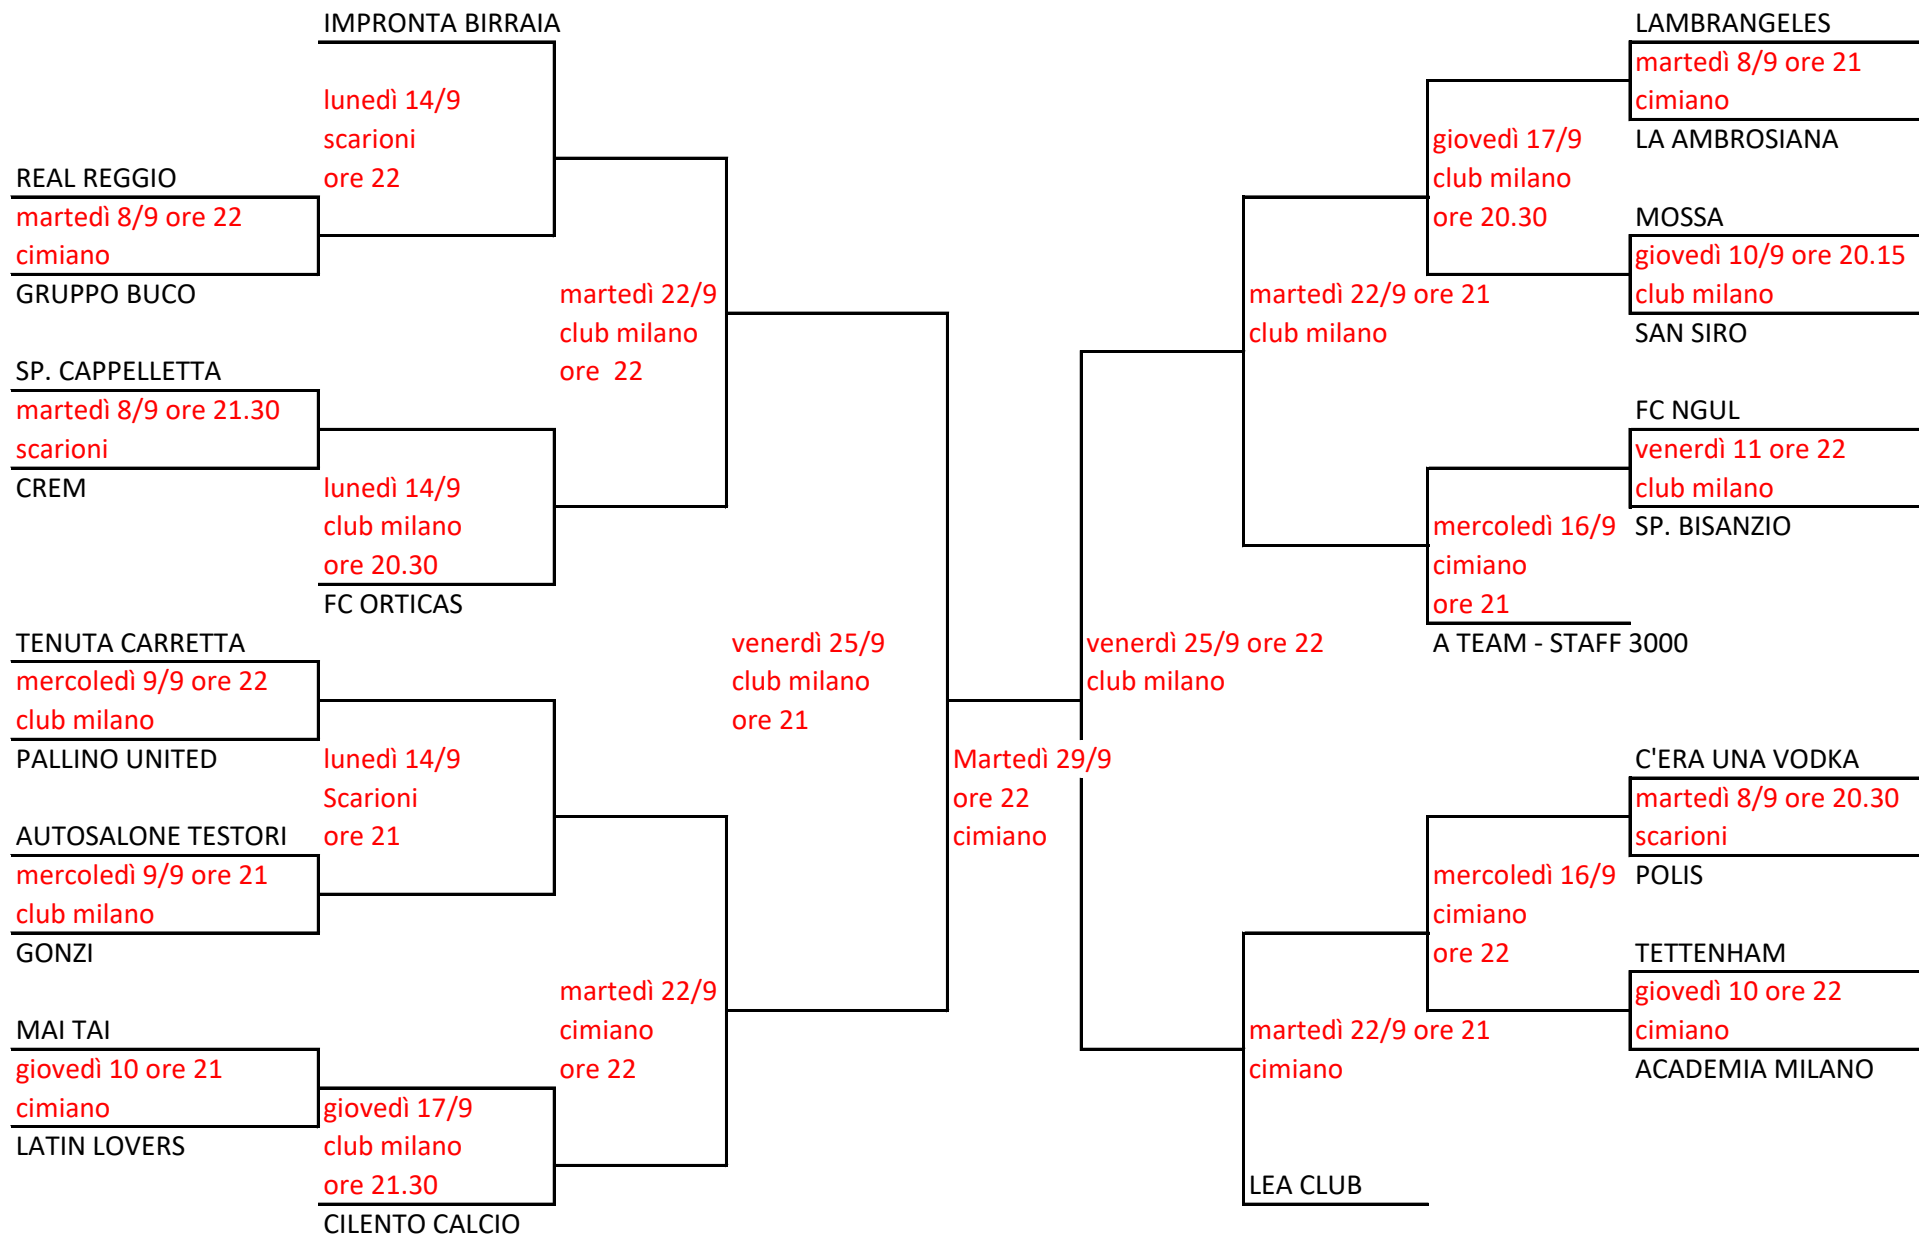 IMPRONTA BIRRAIA
lunedì 14/9
scarioni
ore 22
REAL REGGIO
martedì 8/9 ore 22
cimiano
GRUPPO BUCO
SP. CAPPELLETTA
martedì 8/9 ore 21.30
scarioni
CREM
lunedì 14/9
club milano
ore 20.30
FC ORTICAS
martedì 22/9
club milano
ore  22
TENUTA CARRETTA
mercoledì 9/9 ore 22
club milano
PALLINO UNITED
lunedì 14/9
Scarioni
ore 21
AUTOSALONE TESTORI
mercoledì 9/9 ore 21
club milano
GONZI
MAI TAI
giovedì 10 ore 21
cimiano
LATIN LOVERS
giovedì 17/9
club milano
ore 21.30
CILENTO CALCIO
martedì 22/9
cimiano
ore 22
venerdì 25/9
club milano
ore 21
Martedì 29/9
ore 22
cimiano
venerdì 25/9 ore 22
club milano
martedì 22/9 ore 21
club milano
giovedì 17/9
club milano
ore 20.30
LAMBRANGELES
martedì 8/9 ore 21
cimiano
LA AMBROSIANA
MOSSA
giovedì 10/9 ore 20.15
club milano
SAN SIRO
FC NGUL
venerdì 11 ore 22
club milano
SP. BISANZIO
mercoledì 16/9
cimiano
ore 21
A TEAM - STAFF 3000
C'ERA UNA VODKA
martedì 8/9 ore 20.30
scarioni
POLIS
mercoledì 16/9
cimiano
ore 22
TETTENHAM
giovedì 10 ore 22
cimiano
ACADEMIA MILANO
martedì 22/9 ore 21
cimiano
LEA CLUB